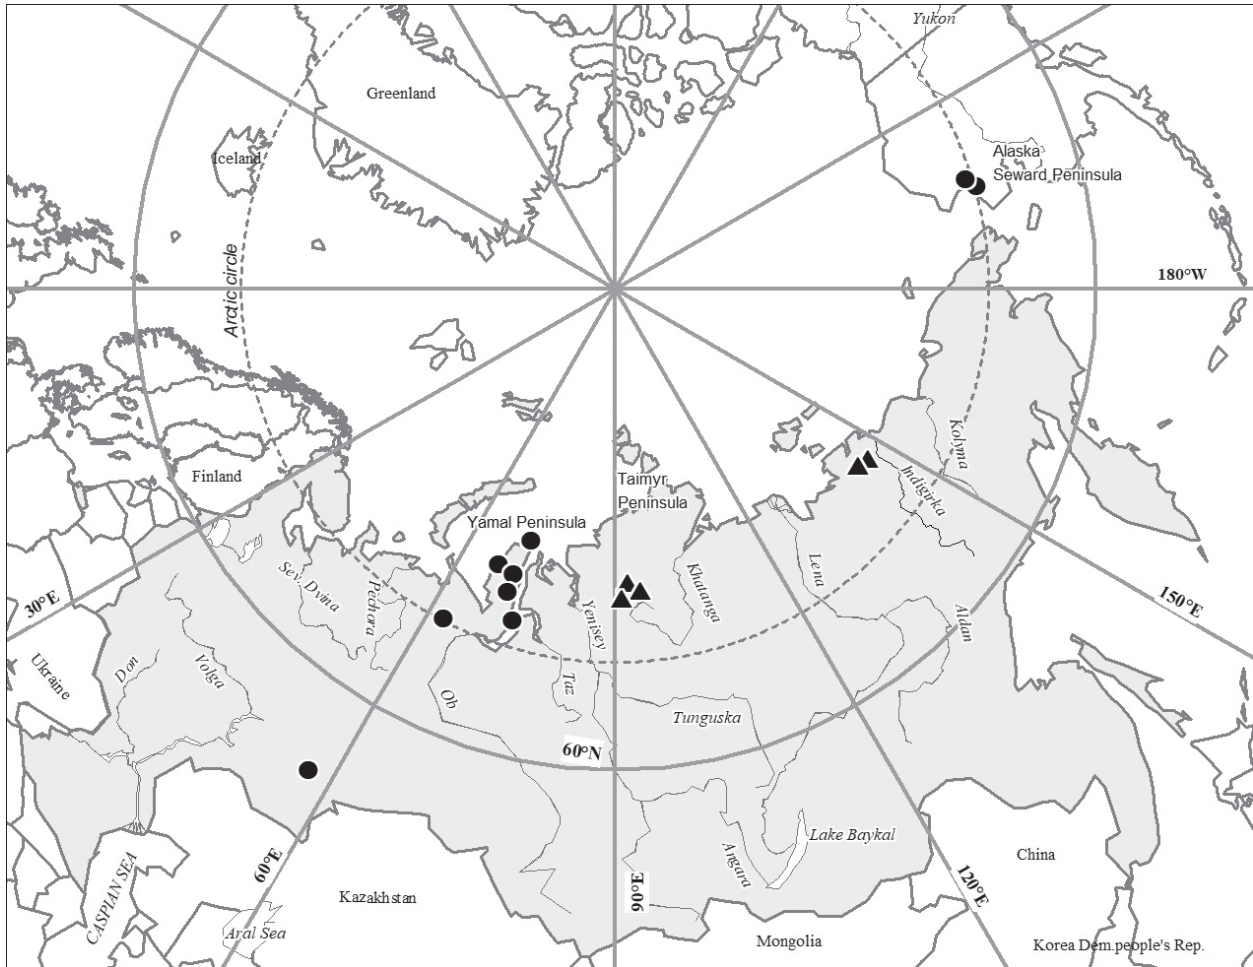 Yukon
Greenland
Iceland
Alaska
Seward Peninsula
Arctic circle
180°W
Kolyma
Finland
Taimyr
Peninsula
Indigirka
Yamal Peninsula
Sev. Dvina
Pechora
Khatanga
Lena
30°E
150°E
Yenisey
Aldan
Ukraine
Don
Volga
Ob
Taz
Tunguska
60°N
Lake Baykal
Angara
China
60°E
90°E
120°E
CASPIAN SEA
Kazakhstan
Aral Sea
Mongolia
Korea Dem.people's Rep.